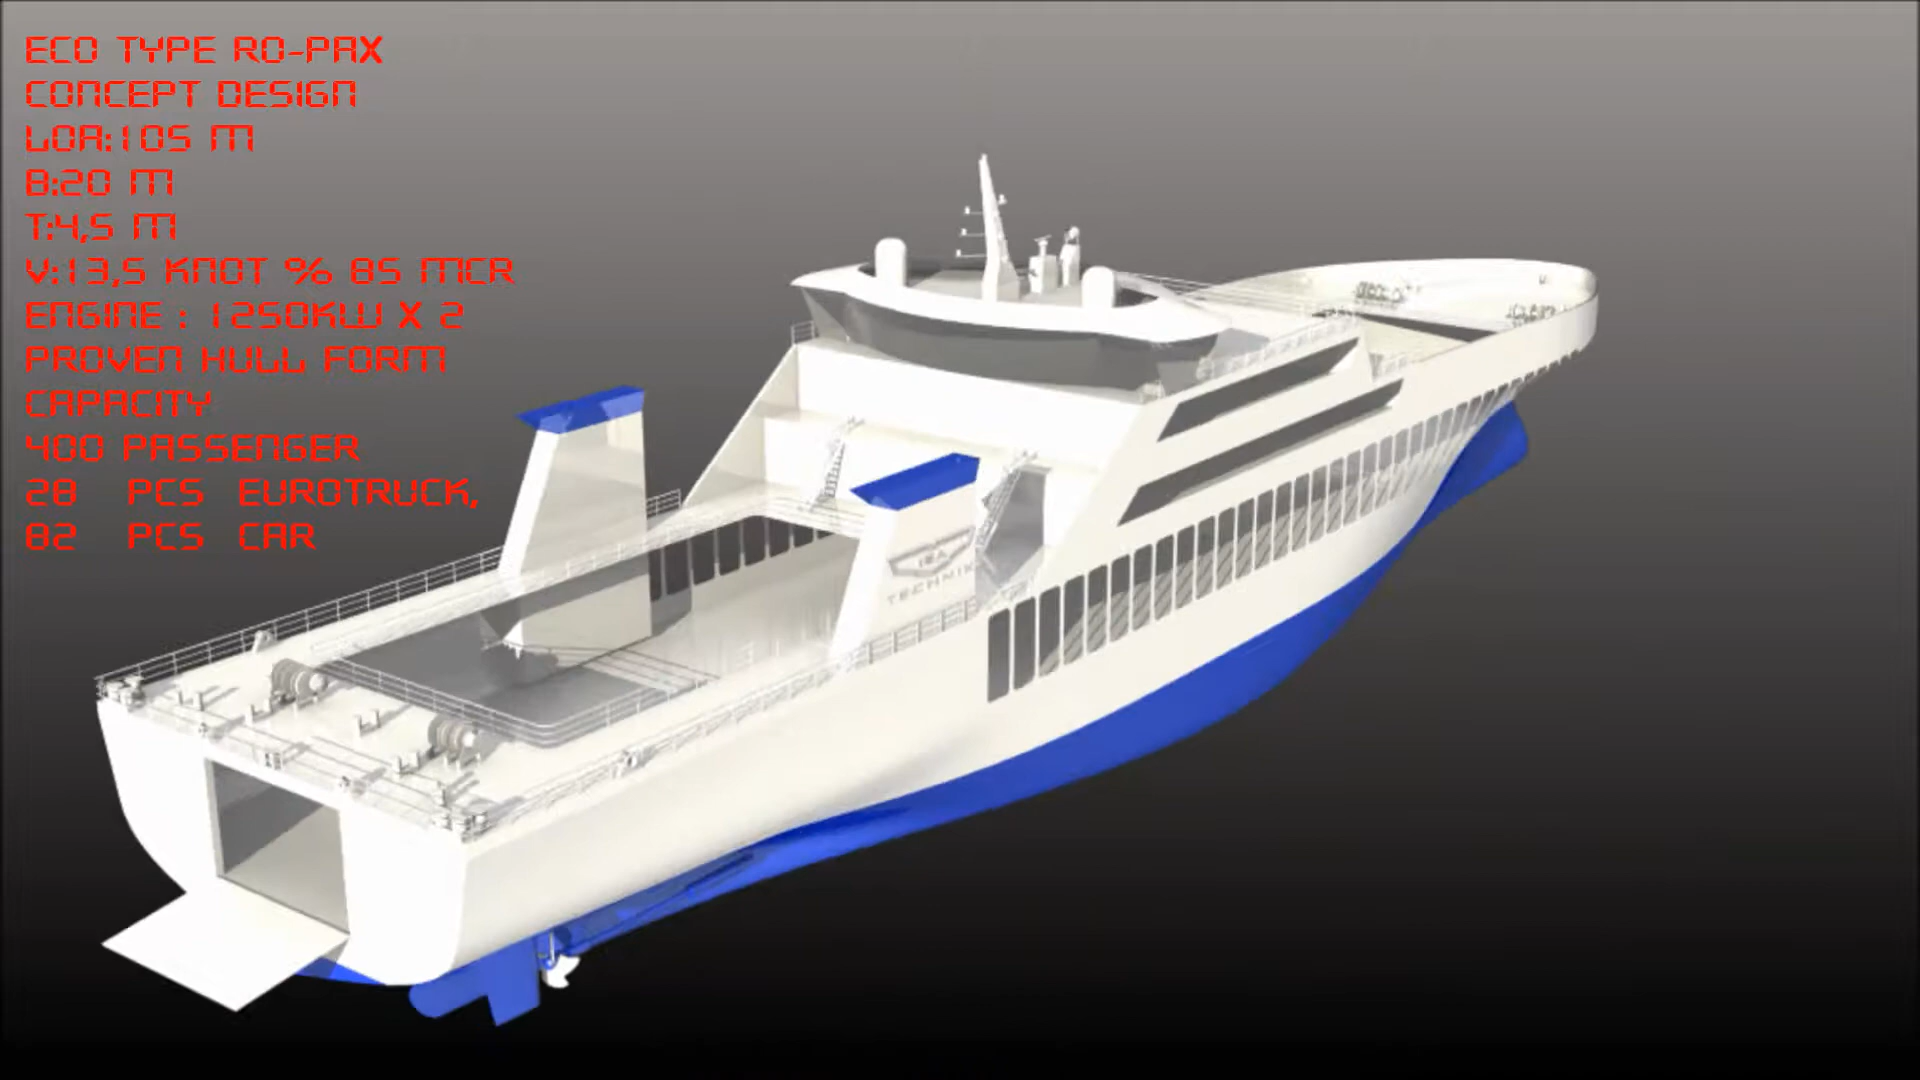 ECO TYPE RO-PAX
CONCEPT DESIGN
LOA:105 M
B:20 M
T:4,5 M
V:13,5 KNOT % 85 MCR
ENGINE : 1250KW X 2
PROVEN HULL FORM
CAPACITY
400 PASSENGER
28 PCS EUROTRUCK,
82 PCS CAR
TECHNIK